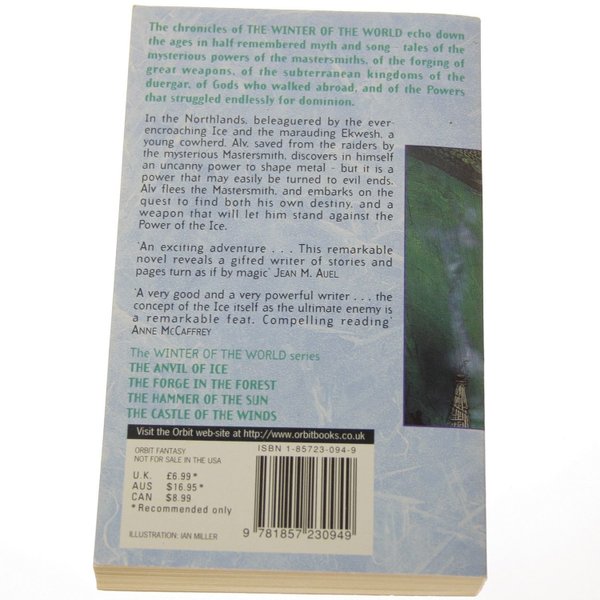 The chronicles of THE WINTER OF THE WORLD echo down
the ages in half remembered myth and song – tales of the
mysterious powers of the mastersmiths, of the forging of
great weapons, of the subterranean kingdoms of the
duergar, of Gods who walked abroad, and of the Powers
that struggled endlessly for dominion.
In the Northlands, beleaguered by the ever-
encroaching Ice and the marauding Ekwesh, a
young cowherd, Alv, saved from the raiders by
the mysterious Mastersmith, discovers in himself
an uncanny power to shape metal - but it is a
power that may easily be turned to evil ends.
Alv flees the Mastersmith, and embarks on the
quest to find both his own destiny, and a
weapon that will let him stand against the
Power of the Ice.
'An exciting adventure . . . This remarkable
novel reveals a gifted writer of stories and
pages turn as if by magic' JEAN M. AUEL
'A very good and a very powerful writer . . . the
concept of the Ice itself as the ultimate enemy is
a remarkable feat. Compelling reading'
ANNE McCAFFREY
The WINTER OF THE WORLD series
THE ANVIL OF ICE
THE FORGE IN THE FOREST
THE HAMMER OF THE SUN
THE CASTLE OF THE WINDS
Visit the Orbit web-site at http://www.orbitbooks.co.uk
ORBIT FANTASY
NOT FOR SALE IN THE USA
U.K. £6.99*
AUS $16.95*
CAN $8.99
*Recommended only
ILLUSTRATION: IAN MILLER
ISBN 1-85723-094-9
9 781857 230949